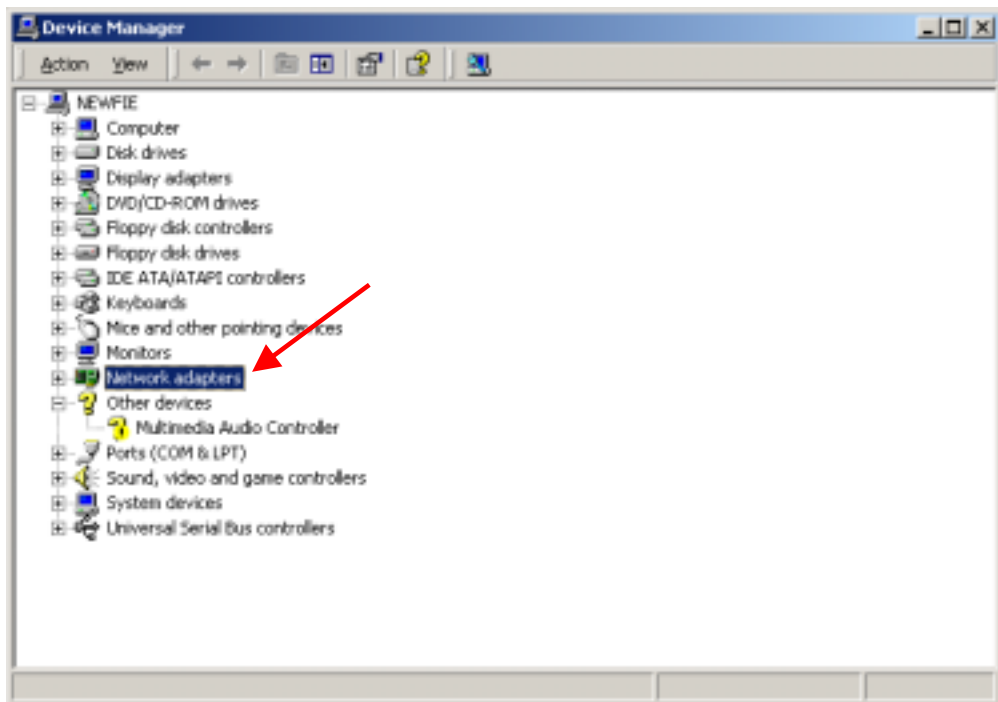 Device Manager
Action View
NEWFIE
Computer
Disk drives
Display adapters
DVD/CD-ROM drives
Floppy disk controllers
Floppy disk drives
IDE ATA/ATAPI controllers
Keyboards
Mice and other pointing devices
Monitors
Network adapters
Other devices
Multimedia Audio Controller
Ports (COM & LPT)
Sound, video and game controllers
System devices
Universal Serial Bus controllers